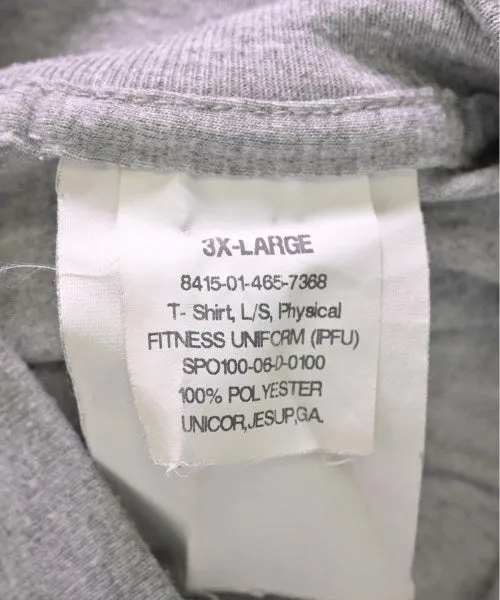 3X-LARGE
8415-01-465-7368
T- Shirt, L/S, Physical
FITNESS UNIFORM (IPFU)
SPO100-06-D-0100
100% POLYESTER
UNICOR,JESUP,GA.